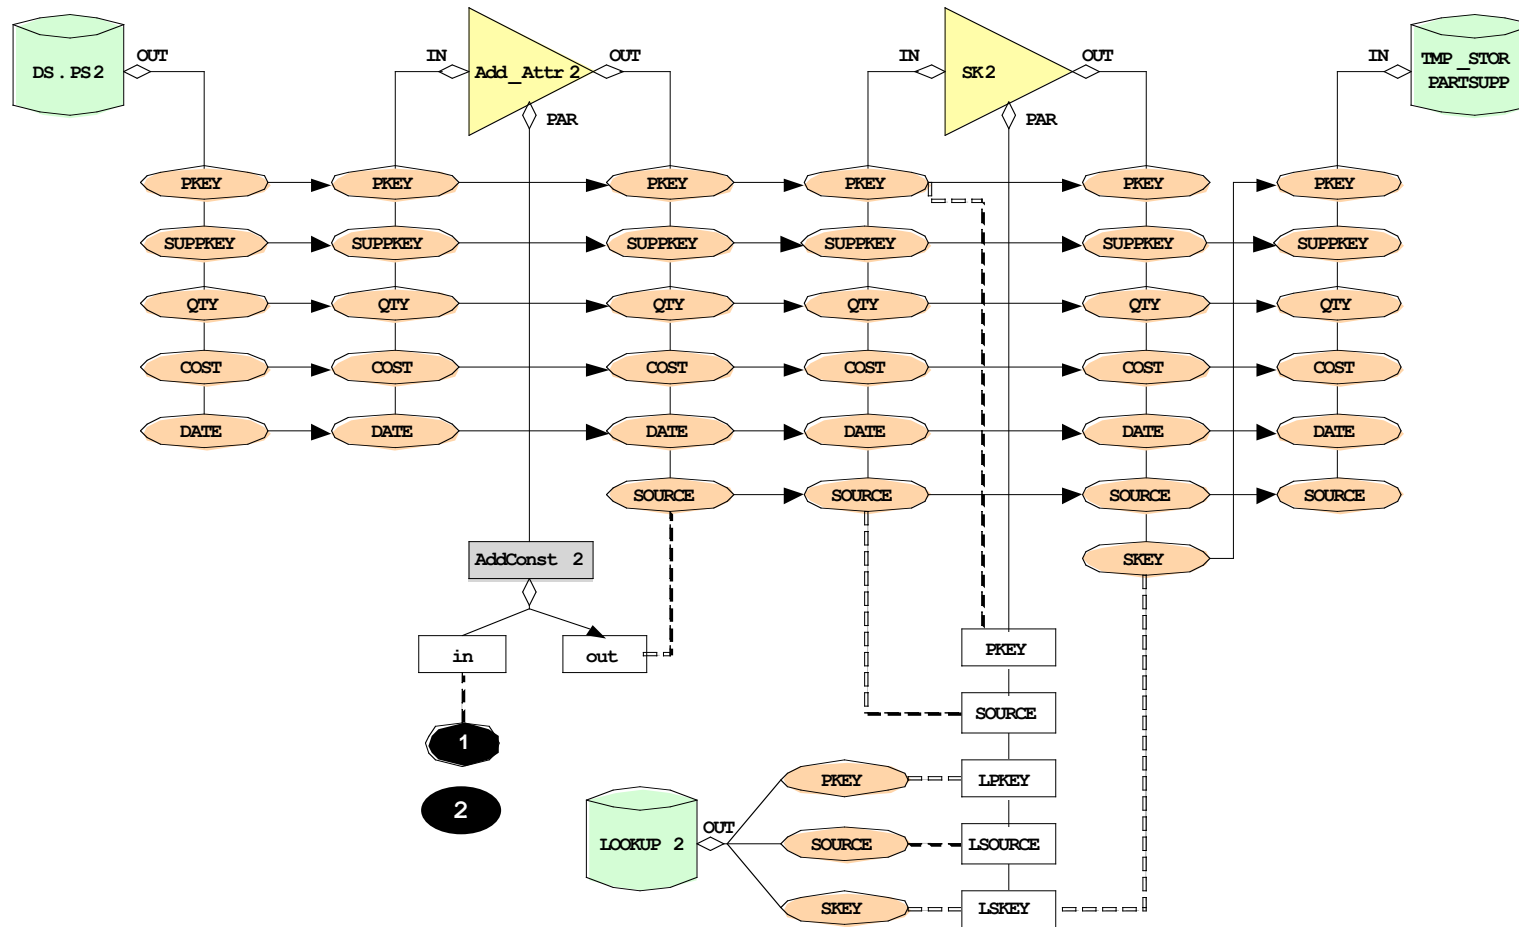 OUT IN OUT IN OUT IN
DS.PS2 Add_Attr2 SK2 TMP_STOR
PARTSUPP
PAR PAR
PKEY PKEY PKEY PKEY PKEY PKEY
SUPPKEY SUPPKEY SUPPKEY SUPPKEY SUPPKEY SUPPKEY
QTY QTY QTY QTY QTY QTY
COST COST COST COST COST COST
DATE DATE DATE DATE DATE DATE
SOURCE SOURCE SOURCE SOURCE
AddConst 2 SKEY
in out PKEY
SOURCE
1
PKEY LPKEY
2
OUT
LOOKUP 2 SOURCE LSOURCE
SKEY LSKEY